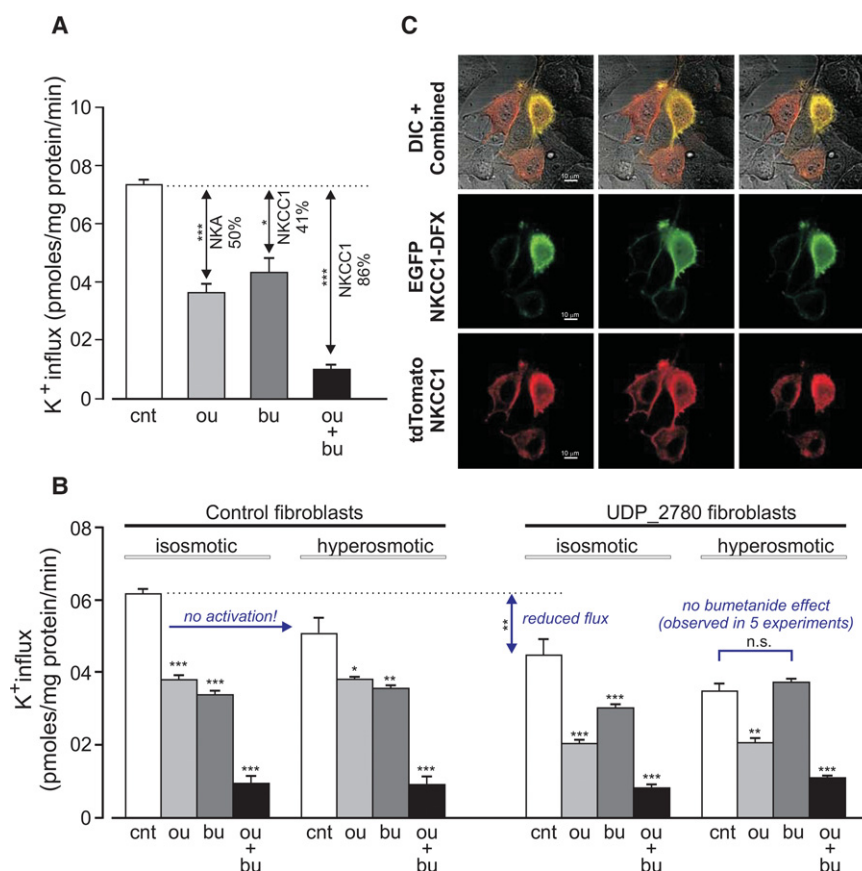 A
K+ influx (pmoles/mg protein/min)
10
08
06
04
02
0
***
NKA
50%
*
NKCC1
41%
***
NKCC1
86%
cnt
ou
bu
ou
+
bu
C
DIC +
Combined
10 µm
10 µm
10 µm
EGFP
NKCC1-DFX
10 µm
tdTomato
NKCC1
10 µm
B
Control fibroblasts
UDP_2780 fibroblasts
isosmotic
hyperosmotic
isosmotic
hyperosmotic
K+influx
(pmoles/mg protein/min)
08
06
04
02
0
no activation!
** reduced flux
no bumetanide effect
(observed in 5 experiments)
n.s.
*** *** ***
* ** ***
*** *** ***
** ***
cnt ou bu ou + bu
cnt ou bu ou + bu
cnt ou bu ou + bu
cnt ou bu ou + bu